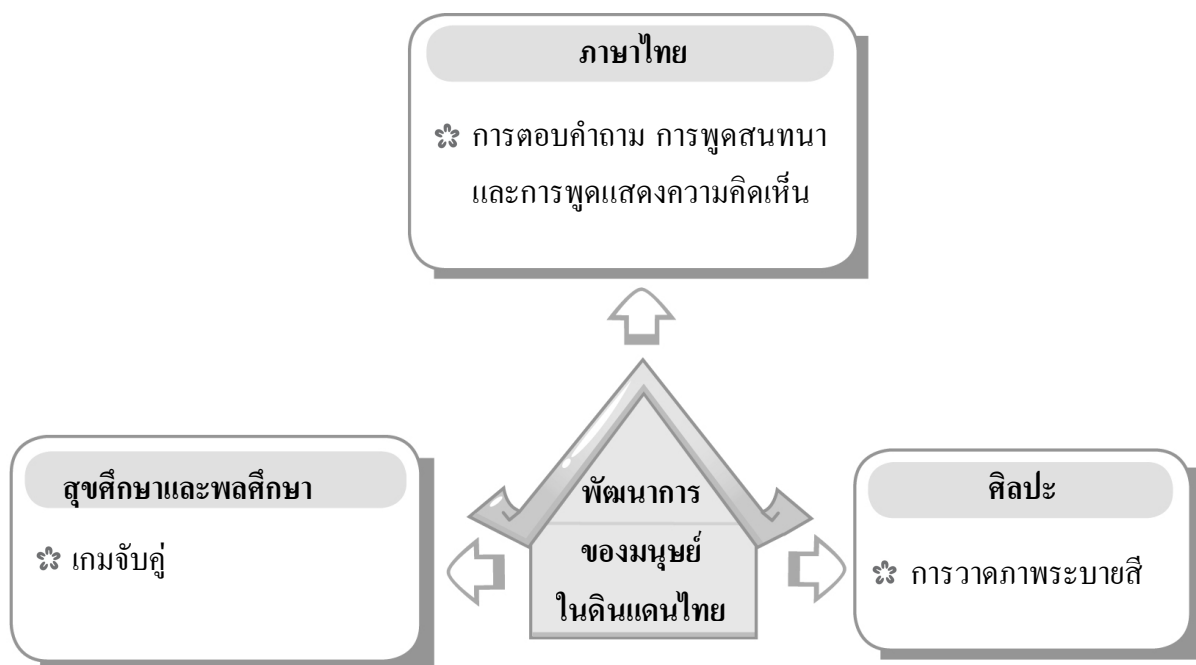 ภาษาไทย
การตอบคำถาม การพูดสนทนา
และการพูดแสดงความคิดเห็น
สุขศึกษาและพลศึกษา
เกมจับคู่
พัฒนาการ
ของมนุษย์
ในดินแดนไทย
ศิลปะ
การวาดภาพระบายสี